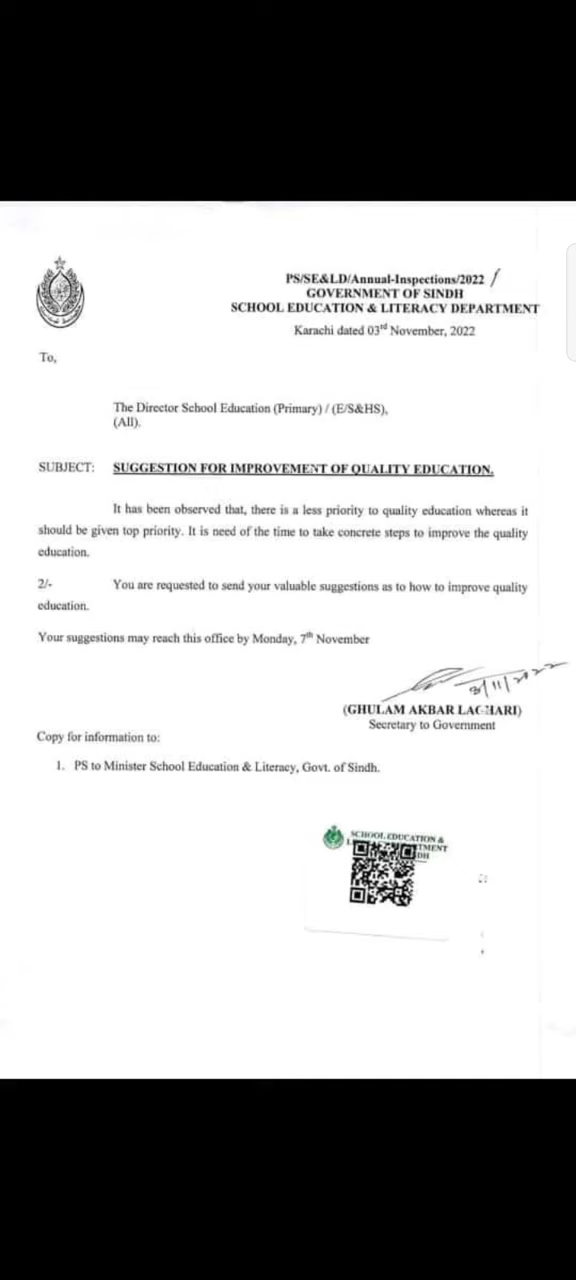 PS/SE&LD/Annual-Inspections/2022 /
GOVERNMENT OF SINDH
SCHOOL EDUCATION & LITERACY DEPARTMENT
Karachi dated 03rd November, 2022
To,
The Director School Education (Primary) / (E/S&HS),
(All).
SUBJECT: SUGGESTION FOR IMPROVEMENT OF QUALITY EDUCATION.
It has been observed that, there is a less priority to quality education whereas it
should be given top priority. It is need of the time to take concrete steps to improve the quality
education.
2/- You are requested to send your valuable suggestions as to how to improve quality
education.
Your suggestions may reach this office by Monday, 7th November
3/11/2022
(GHULAM AKBAR LAGHARI)
Secretary to Government
Copy for information to:
1. PS to Minister School Education & Literacy, Govt. of Sindh.
SCHOOL EDUCATION &